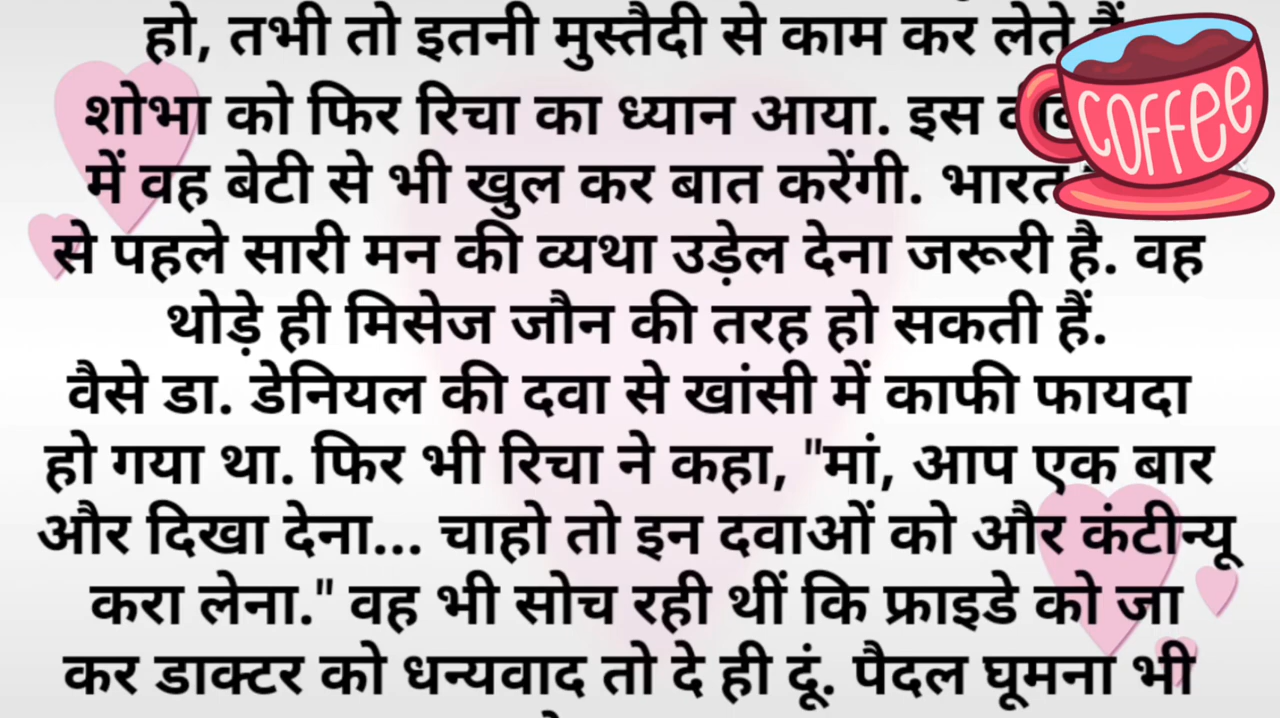 हो, तभी तो इतनी मुस्तैदी से काम कर लेते
शोभा को फिर रिचा का ध्यान आया. इस
में वह बेटी से भी खुल कर बात करेंगी. भारत
से पहले सारी मन की व्यथा उड़ेल देना जरूरी है. वह
थोड़े ही मिसेज जौन की तरह हो सकती हैं.
वैसे डा. डेनियल की दवा से खांसी में काफी फायदा
हो गया था. फिर भी रिचा ने कहा, "मां, आप एक बार
और दिखा देना... चाहो तो इन दवाओं को और कंटीन्यू
करा लेना." वह भी सोच रही थीं कि फ्राइडे को जा
कर डाक्टर को धन्यवाद तो दे ही दूं. पैदल घूमना भी
COFFee